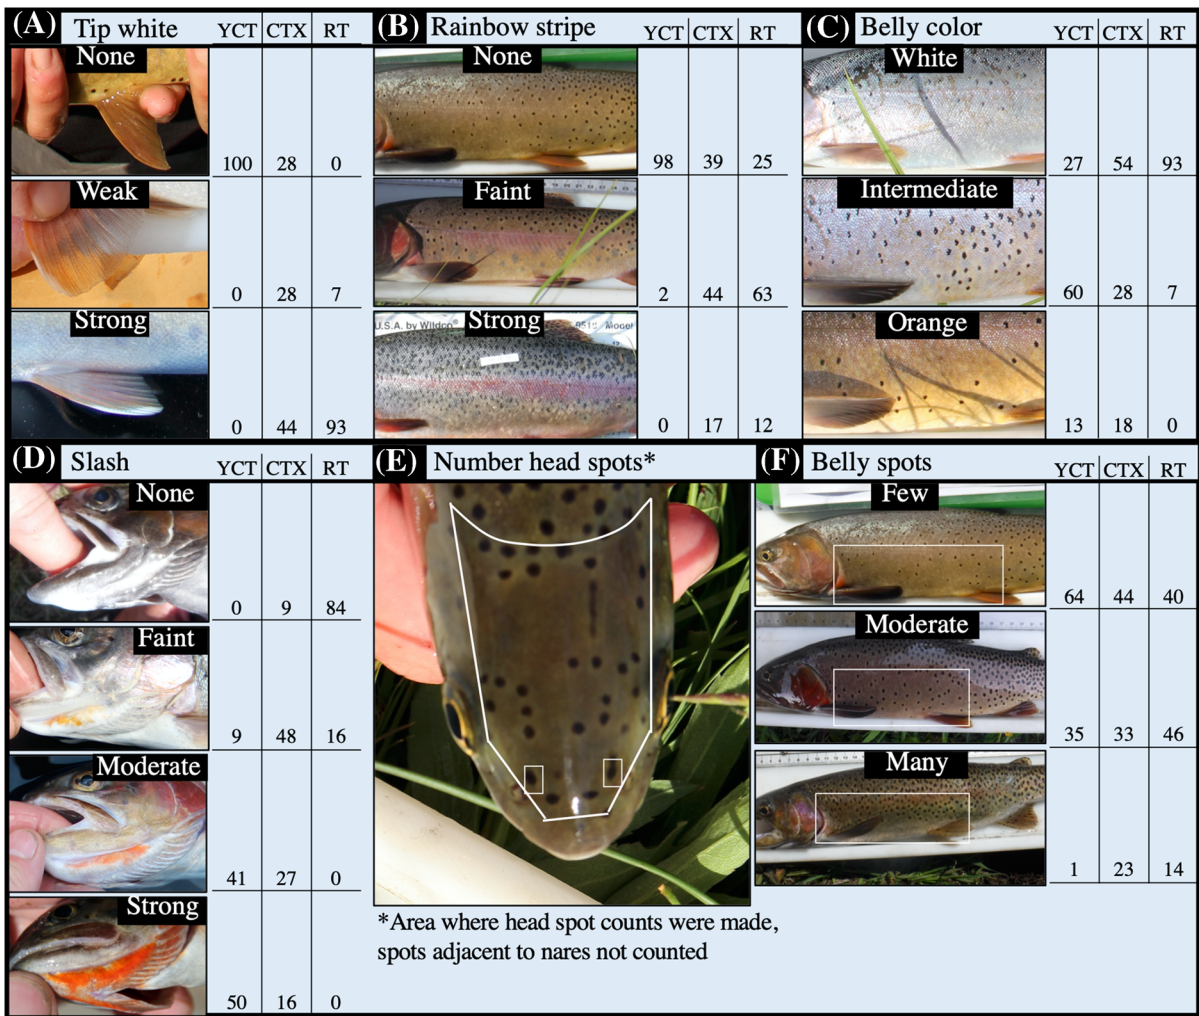 (A) Tip white YCT CTX RT
None
100 28 0
Weak
0 28 7
Strong
0 44 93
(B) Rainbow stripe YCT CTX RT
None
98 39 25
Faint
2 44 63
U.S.A. by Wildco® 9518 Model
Strong
0 17 12
(C) Belly color YCT CTX RT
White
27 54 93
Intermediate
60 28 7
Orange
13 18 0
(D) Slash YCT CTX RT
None
0 9 84
Faint
9 48 16
Moderate
41 27 0
Strong
50 16 0
(E) Number head spots*
*Area where head spot counts were made,
spots adjacent to nares not counted
(F) Belly spots YCT CTX RT
Few
64 44 40
Moderate
35 33 46
Many
1 23 14